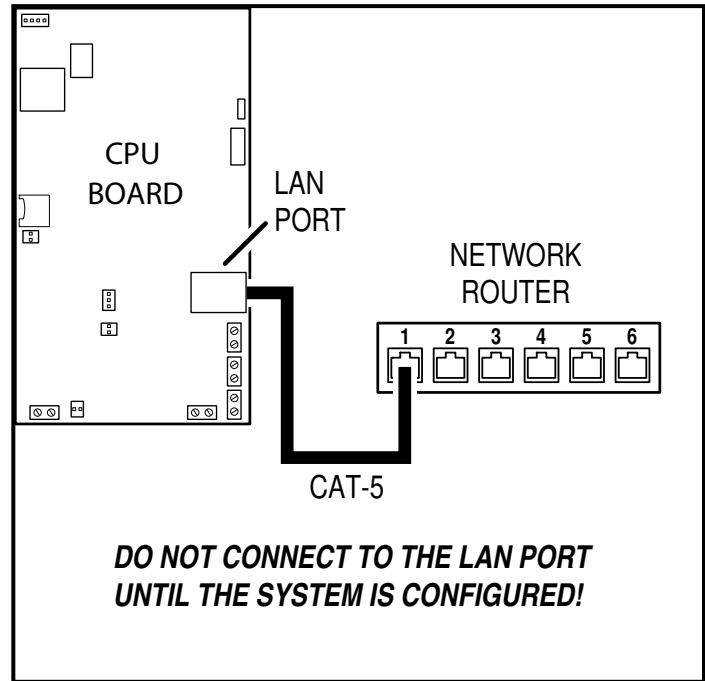 CPU
BOARD
LAN
PORT
NETWORK
ROUTER
1 2 3 4 5 6
CAT-5
DO NOT CONNECT TO THE LAN PORT
UNTIL THE SYSTEM IS CONFIGURED!